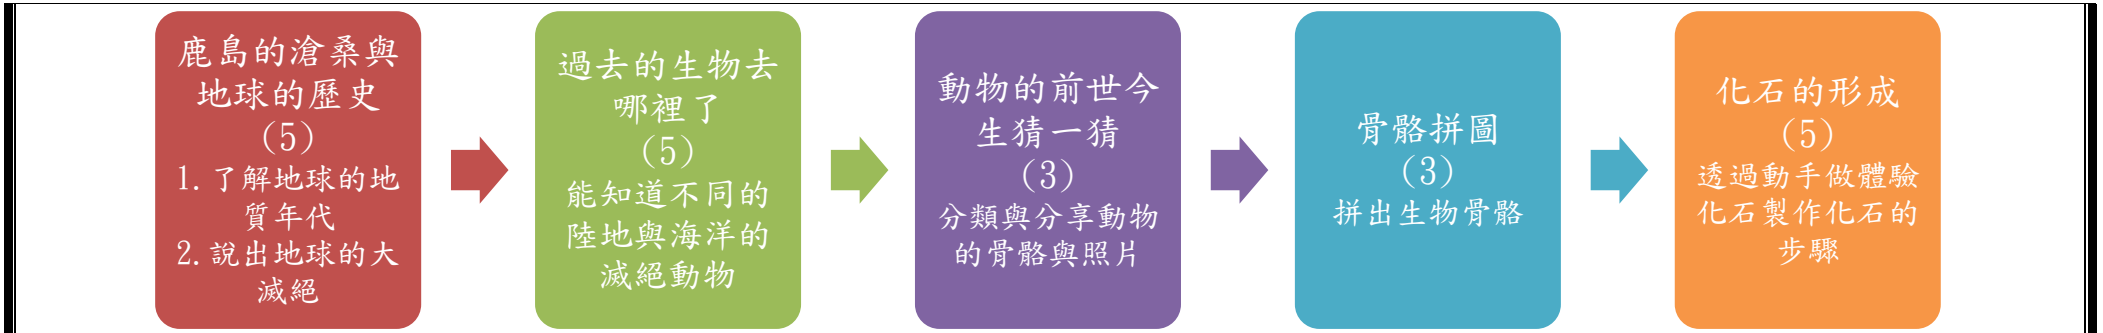 鹿島的滄桑與
地球的歷史
(5)
1.了解地球的地
質年代
2.說出地球的大
滅絕
過去的生物去
哪裡了
(5)
能知道不同的
陸地與海洋的
滅絕動物
動物的前世今
生猜一猜
(3)
分類與分享動物
的骨骼與照片
骨骼拼圖
(3)
拼出生物骨骼
化石的形成
(5)
透過動手做體驗
化石製作化石的
步驟